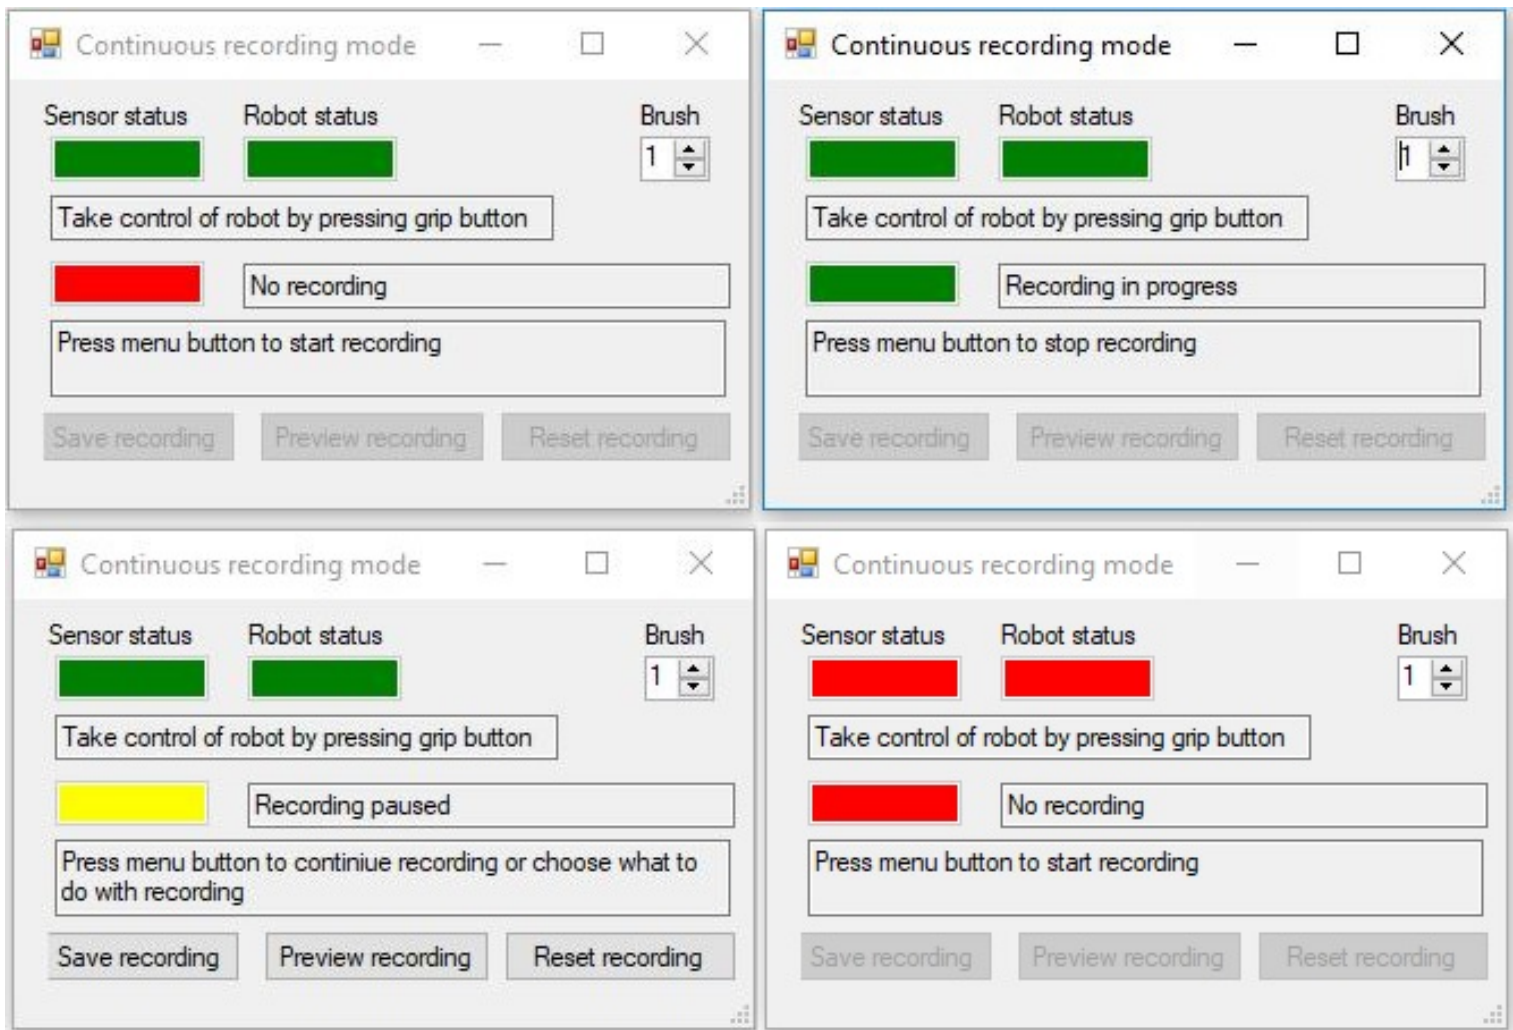 Continuous recording mode
Sensor status Robot status Brush
1
Take control of robot by pressing grip button
No recording
Press menu button to start recording
Save recording Preview recording Reset recording
Continuous recording mode
Sensor status Robot status Brush
1
Take control of robot by pressing grip button
Recording in progress
Press menu button to stop recording
Save recording Preview recording Reset recording
Continuous recording mode
Sensor status Robot status Brush
1
Take control of robot by pressing grip button
Recording paused
Press menu button to continiue recording or choose what to
do with recording
Save recording Preview recording Reset recording
Continuous recording mode
Sensor status Robot status Brush
1
Take control of robot by pressing grip button
No recording
Press menu button to start recording
Save recording Preview recording Reset recording